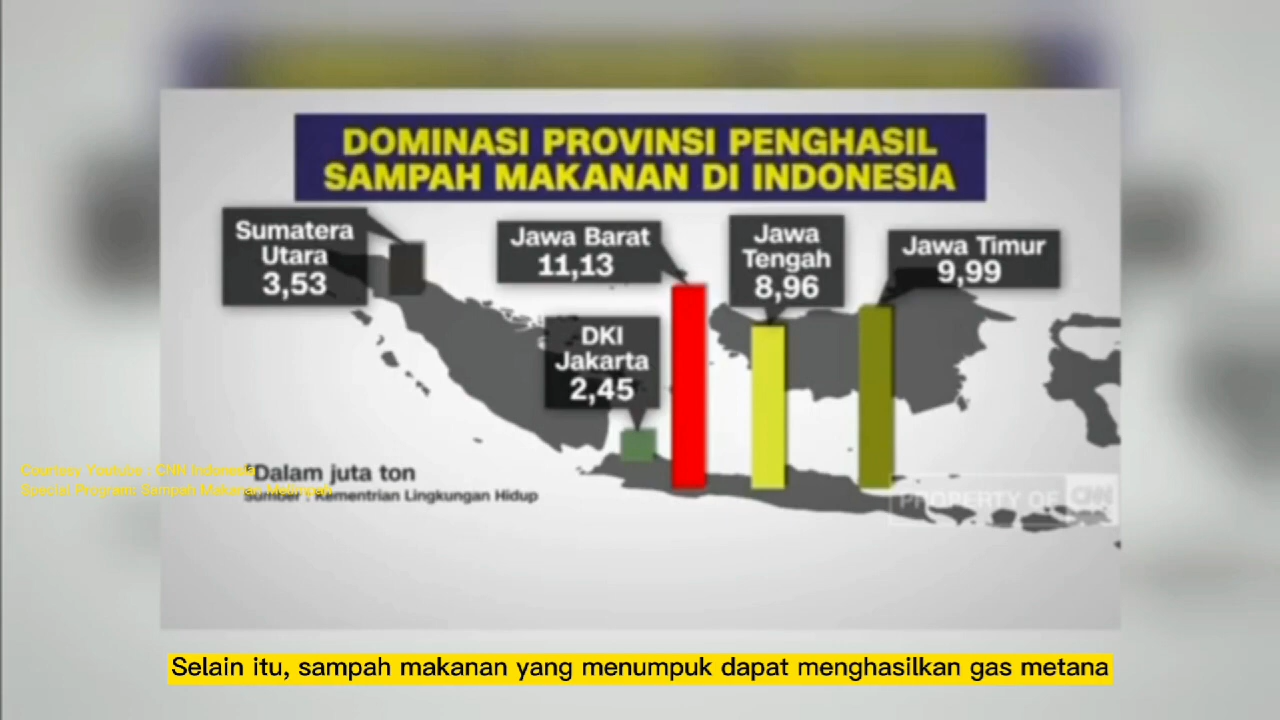 DOMINASI PROVINSI PENGHASIL
SAMPAH MAKANAN DI INDONESIA
Sumatera
Utara
3,53
Jawa Barat
11,13
Jawa
Tengah
8,96
Jawa Timur
9,99
DKI
Jakarta
2,45
Courtesy Youtube - CNN Indonesia
Special Program: Sampah Makanan Melimpah
*Dalam juta ton
Sumber : Kementrian Lingkungan Hidup
PROPERTY OF CNN
Selain itu, sampah makanan yang menumpuk dapat menghasilkan gas metana